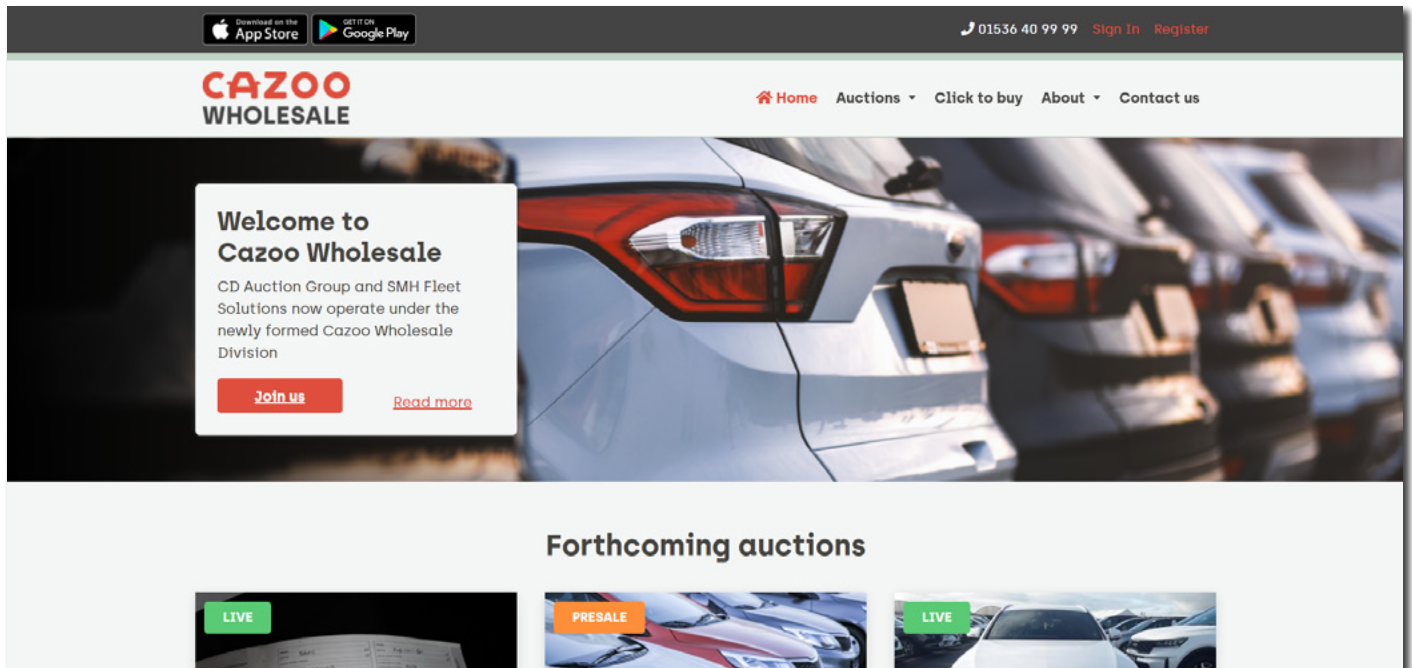 Download on the
App Store
GET IT ON
Google Play
01536 40 99 99 Sign In Register
CAZOO
WHOLESALE
Home Auctions Click to buy About Contact us
Welcome to
Cazoo Wholesale
CD Auction Group and SMH Fleet
Solutions now operate under the
newly formed Cazoo Wholesale
Division
Join us
Read more
Forthcoming auctions
LIVE
PRESALE
LIVE